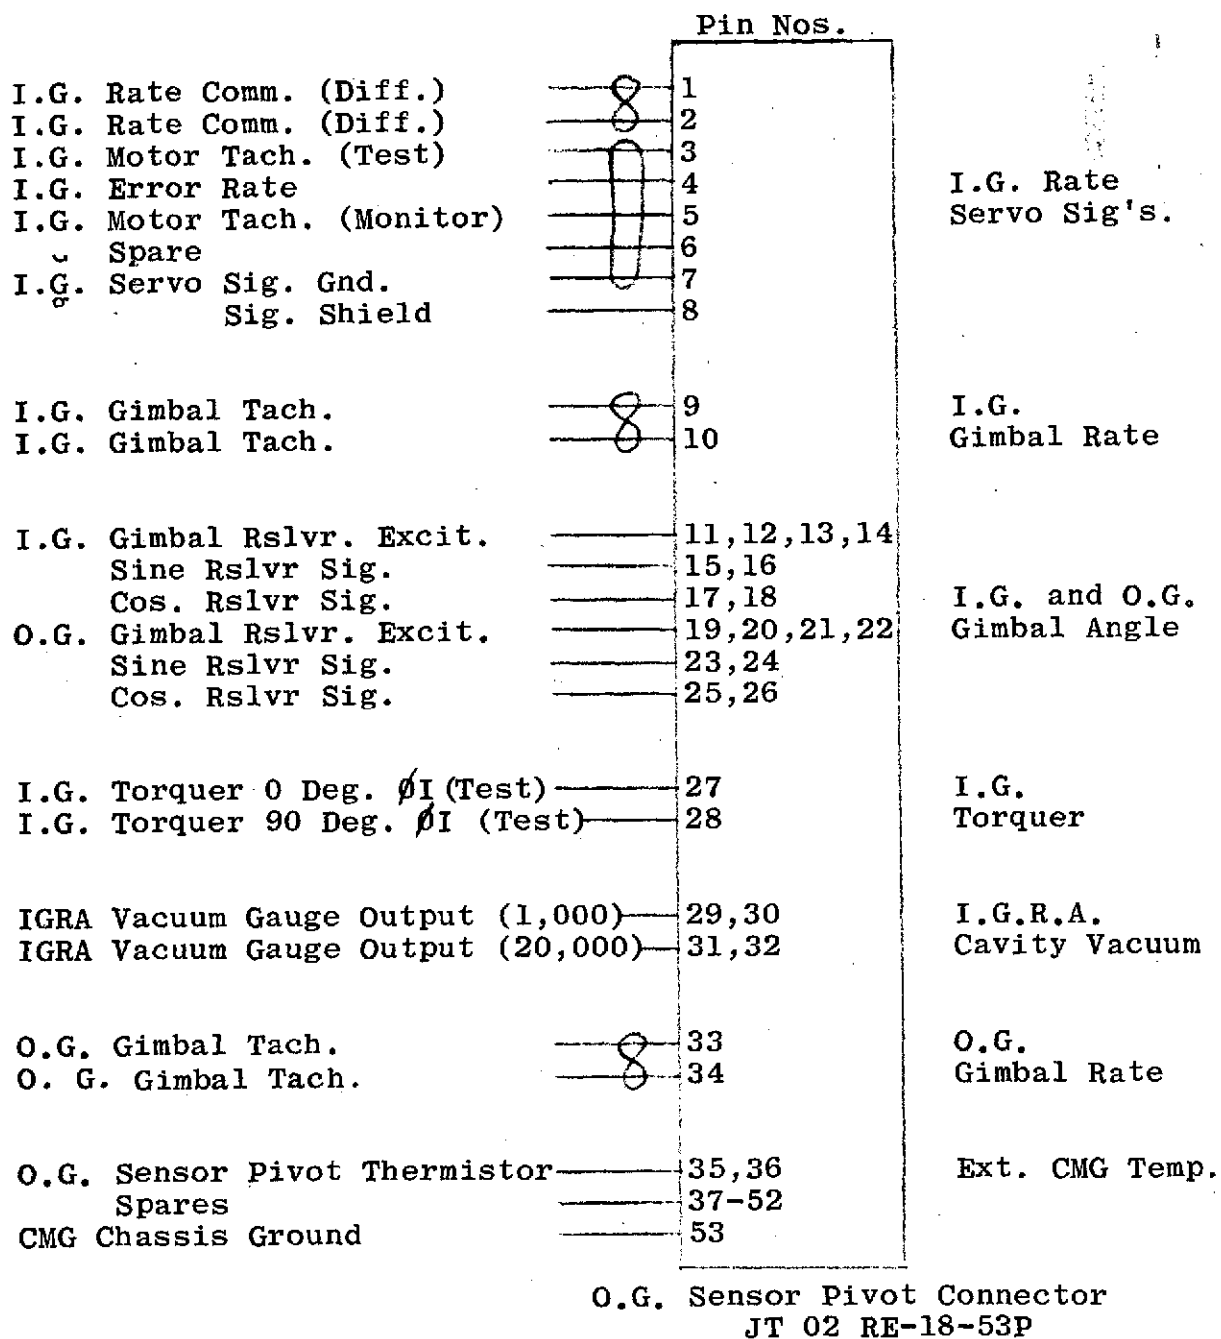 Pin Nos.
I.G. Rate Comm. (Diff.) 1
I.G. Rate Comm. (Diff.) 2
I.G. Motor Tach. (Test) 3
I.G. Error Rate 4 I.G. Rate
I.G. Motor Tach. (Monitor) 5 Servo Sig's.
Spare 6
I.G. Servo Sig. Gnd. 7
Sig. Shield 8
I.G. Gimbal Tach. 9 I.G.
I.G. Gimbal Tach. 10 Gimbal Rate
I.G. Gimbal Rslvr. Excit. 11,12,13,14
Sine Rslvr Sig. 15,16
Cos. Rslvr Sig. 17,18 I.G. and O.G.
O.G. Gimbal Rslvr. Excit. 19,20,21,22 Gimbal Angle
Sine Rslvr Sig. 23,24
Cos. Rslvr Sig. 25,26
I.G. Torquer 0 Deg. ØI (Test) 27 I.G.
I.G. Torquer 90 Deg. ØI (Test) 28 Torquer
IGRA Vacuum Gauge Output (1,000) 29,30 I.G.R.A.
IGRA Vacuum Gauge Output (20,000) 31,32 Cavity Vacuum
O.G. Gimbal Tach. 33 O.G.
O. G. Gimbal Tach. 34 Gimbal Rate
O.G. Sensor Pivot Thermistor 35,36 Ext. CMG Temp.
Spares 37-52
CMG Chassis Ground 53
O.G. Sensor Pivot Connector
JT 02 RE-18-53P